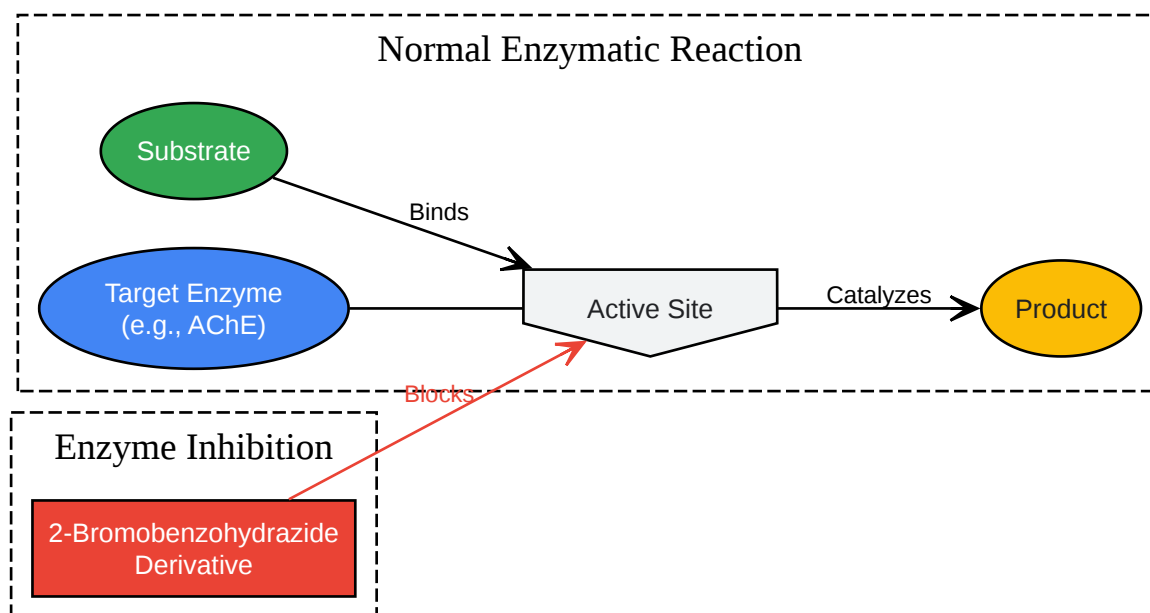 Normal Enzymatic Reaction
Substrate
Binds
Target Enzyme
(e.g., AChE)
Active Site
Catalyzes
Product
Blocks
Enzyme Inhibition
2-Bromobenzohydrazide
Derivative